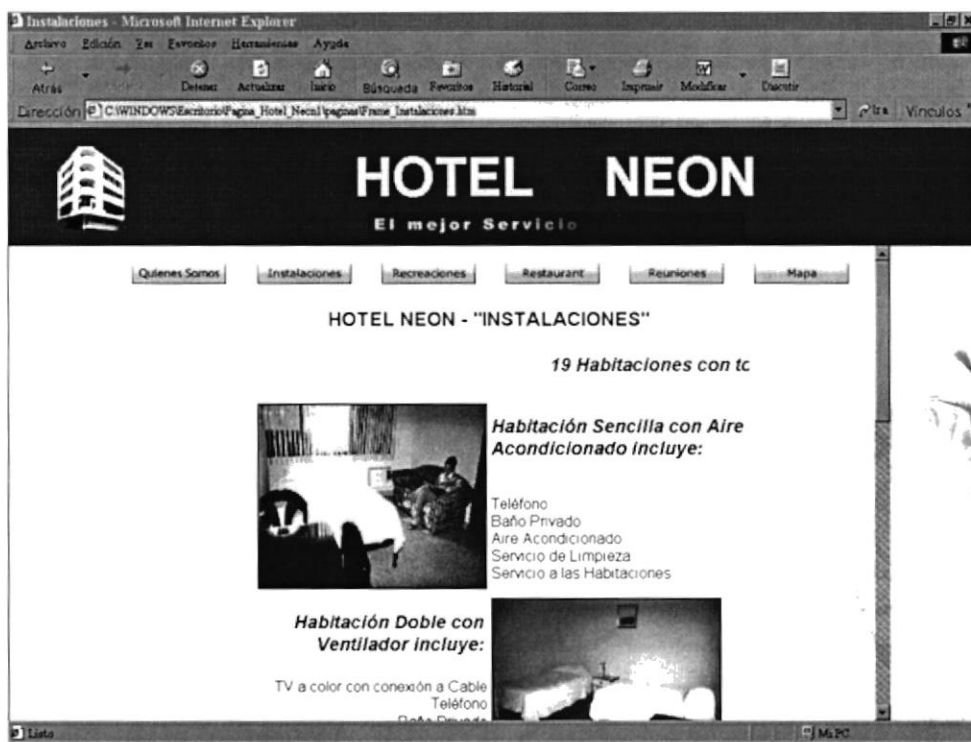 Instalaciones - Microsoft Internet Explorer
Archivo Edición Ver Favoritos Herramientas Ayuda
Atrás Detener Actualizar Inicio Búsqueda Favoritos Historial Correo Imprimir Modificar Discutir
Dirección C:\WINDOWS\Escritorio\Pagina_Hotel_Neon1\paginas\Frame_Instalaciones.htm Ira Vínculos
HOTEL NEON
El mejor Servicio
Quienes Somos Instalaciones Recreaciones Restaurant Reuniones Mapa
HOTEL NEON - "INSTALACIONES"
19 Habitaciones con tc
Habitación Sencilla con Aire
Acondicionado incluye:
Teléfono
Baño Privado
Aire Acondicionado
Servicio de Limpieza
Servicio a las Habitaciones
Habitación Doble con
Ventilador incluye:
TV a color con conexión a Cable
Teléfono
Baño Privado
Listo Mi PC